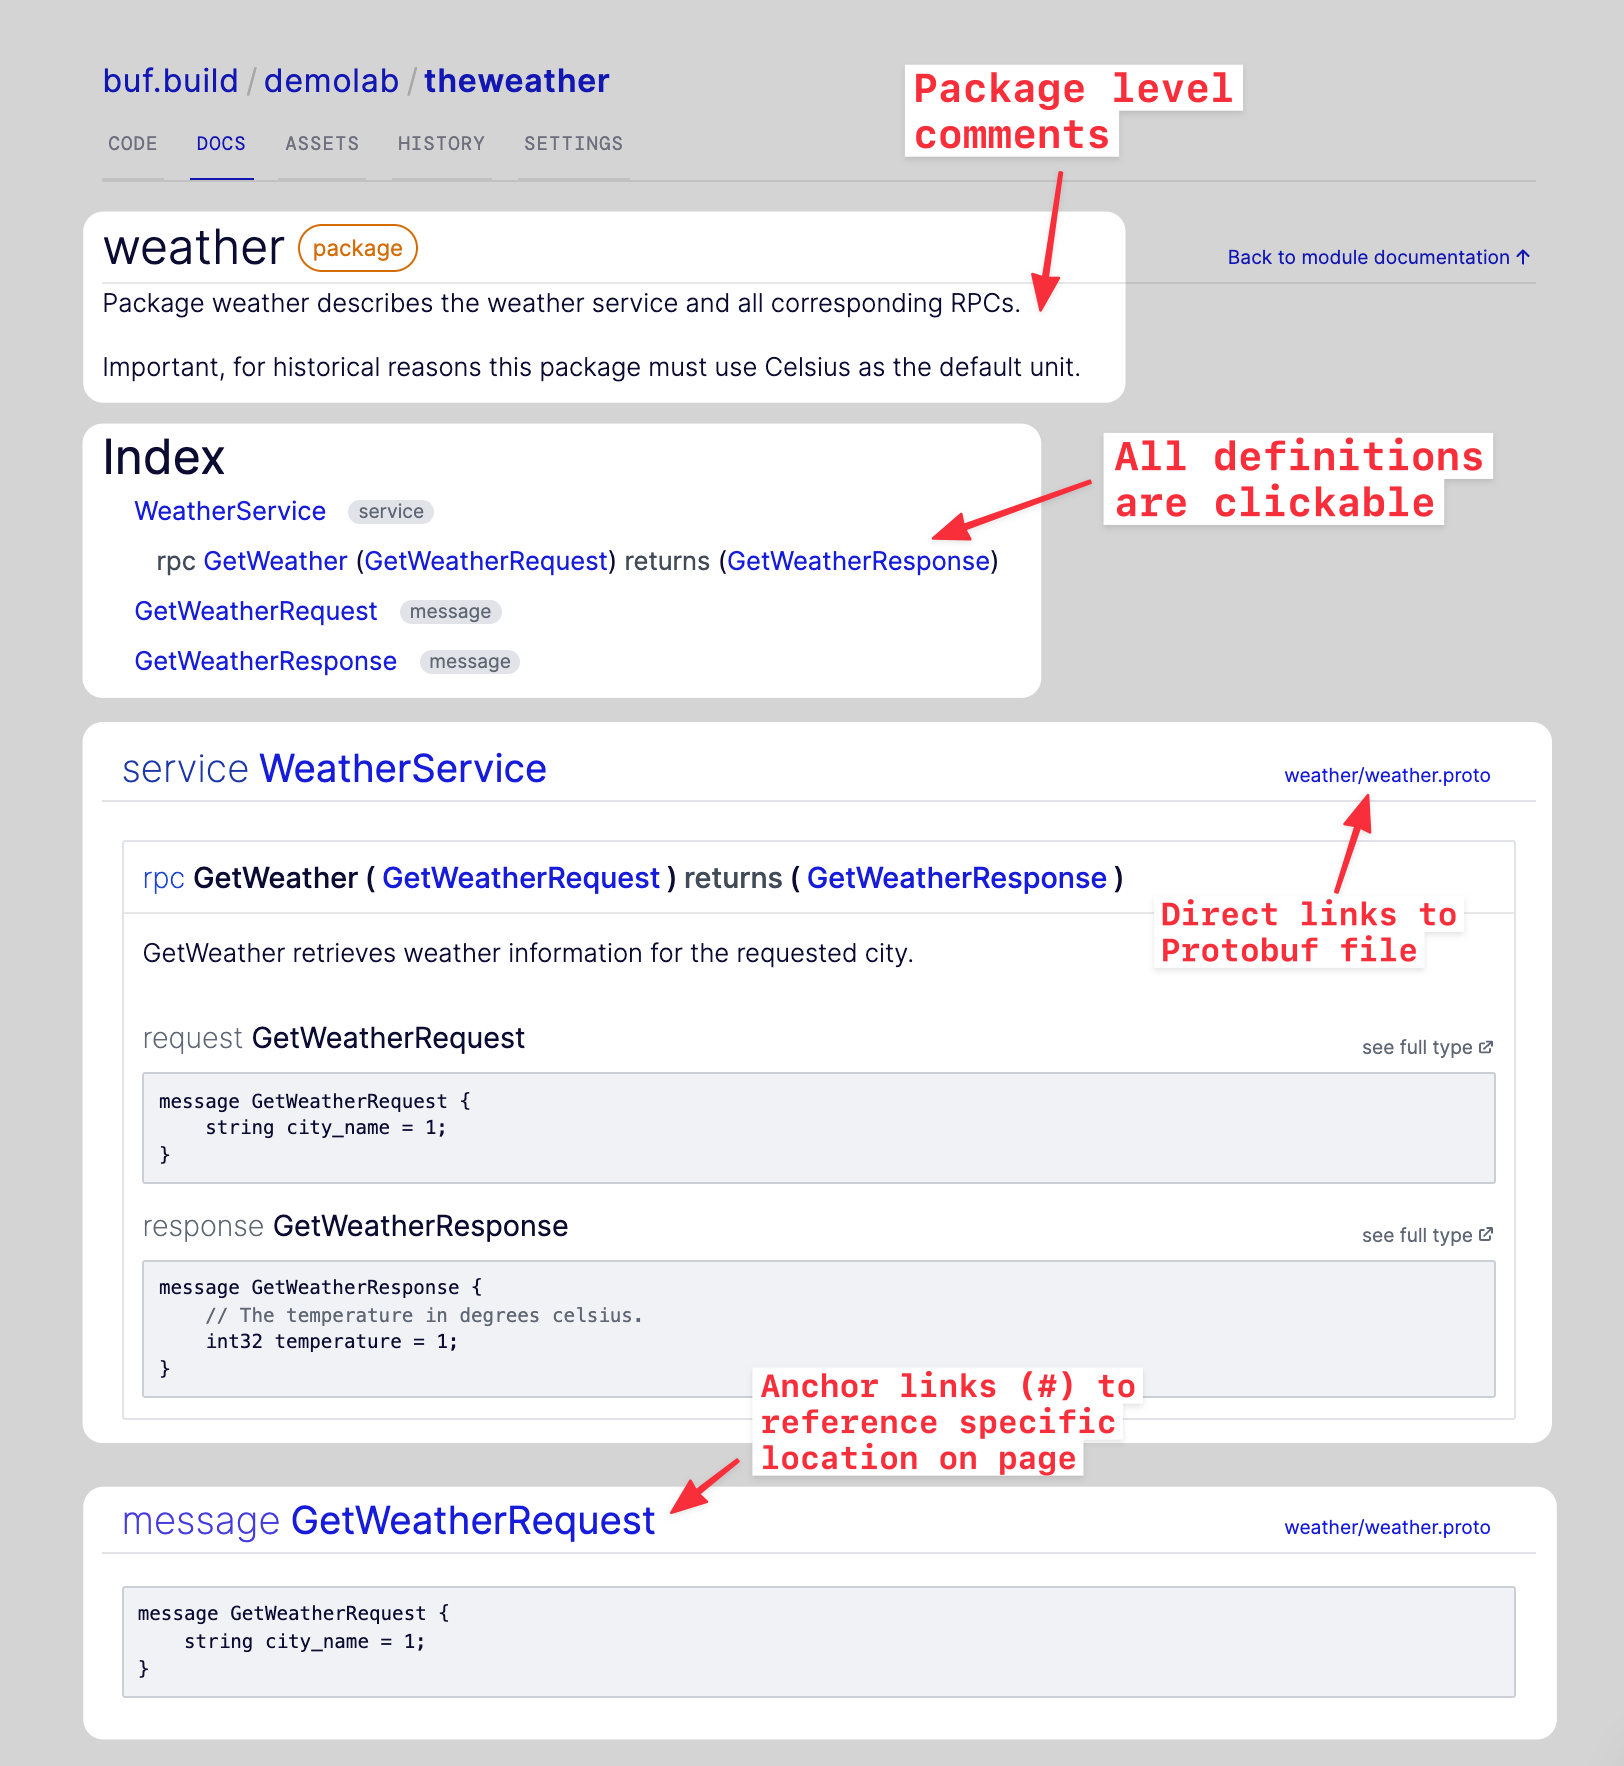 buf.build / demolab / theweather
Package level
comments
CODE DOCS ASSETS HISTORY SETTINGS
weather package
Back to module documentation ↑
Package weather describes the weather service and all corresponding RPCs.
Important, for historical reasons this package must use Celsius as the default unit.
Index
All definitions
are clickable
WeatherService service
rpc GetWeather (GetWeatherRequest) returns (GetWeatherResponse)
GetWeatherRequest message
GetWeatherResponse message
service WeatherService
weather/weather.proto
rpc GetWeather ( GetWeatherRequest ) returns ( GetWeatherResponse )
Direct links to
Protobuf file
GetWeather retrieves weather information for the requested city.
request GetWeatherRequest
see full type
message GetWeatherRequest {
    string city_name = 1;
}
response GetWeatherResponse
see full type
message GetWeatherResponse {
    // The temperature in degrees celsius.
    int32 temperature = 1;
}
Anchor links (#) to
reference specific
location on page
message GetWeatherRequest
weather/weather.proto
message GetWeatherRequest {
    string city_name = 1;
}